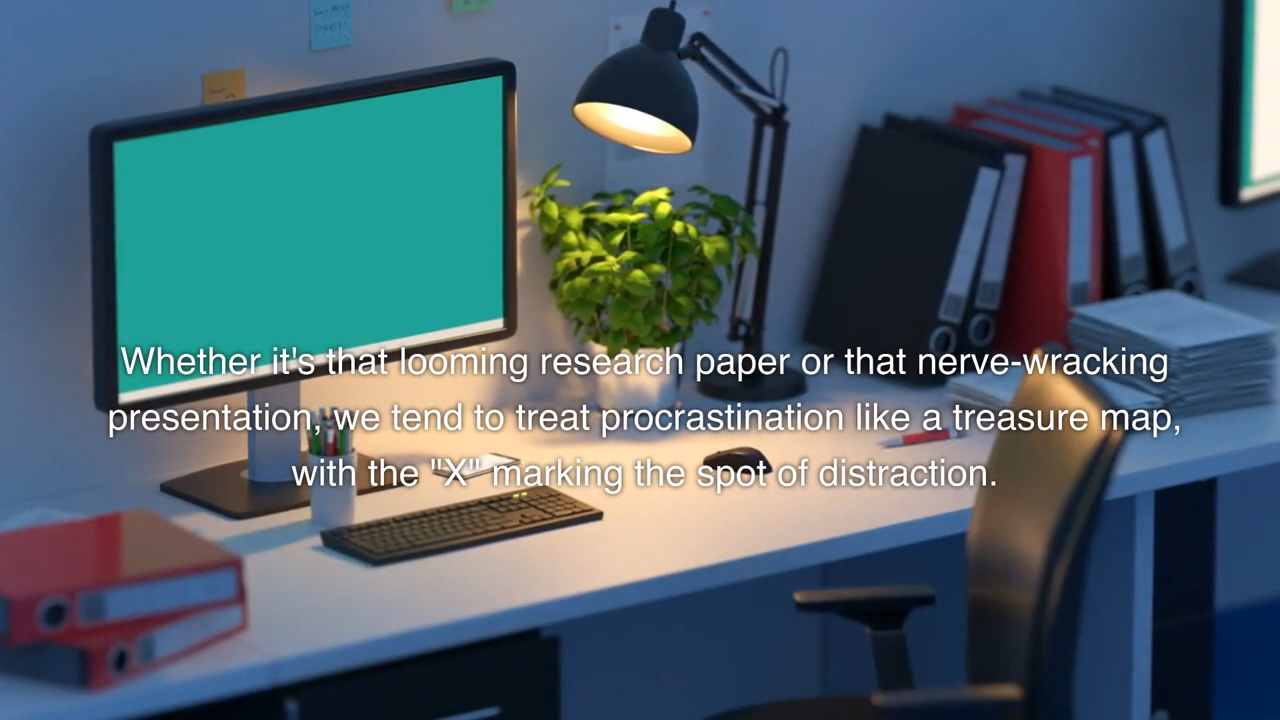 PARTY!
Whether it's that looming research paper or that nerve-wracking
presentation, we tend to treat procrastination like a treasure map,
with the "X" marking the spot of distraction.